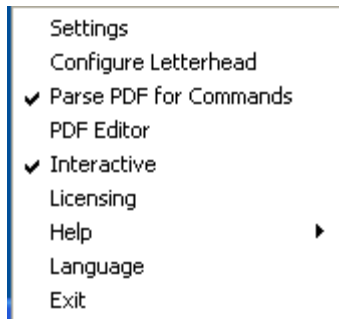 Settings
Configure Letterhead
Parse PDF for Commands
PDF Editor
Interactive
Licensing
Help
Language
Exit